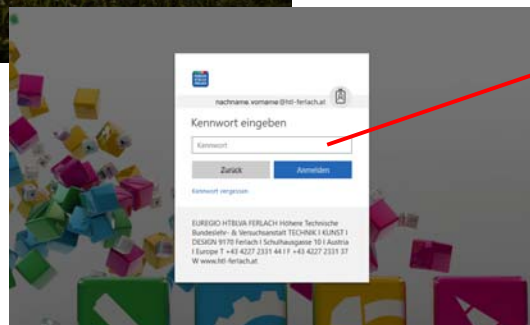 nachname.vorname@htl-ferlach.at
Kennwort eingeben
Kennwort
Zurück
Anmelden
Kennwort vergessen
EUREGIO HTBLVA FERLACH Höhere Technische
Bundeslehr- & Versuchsanstalt TECHNIK I KUNST I
DESIGN 9170 Ferlach I Schulhausgasse 10 I Austria
I Europe T +43 4227 2331 44 I F +43 4227 2331 37
W www.htl-ferlach.at